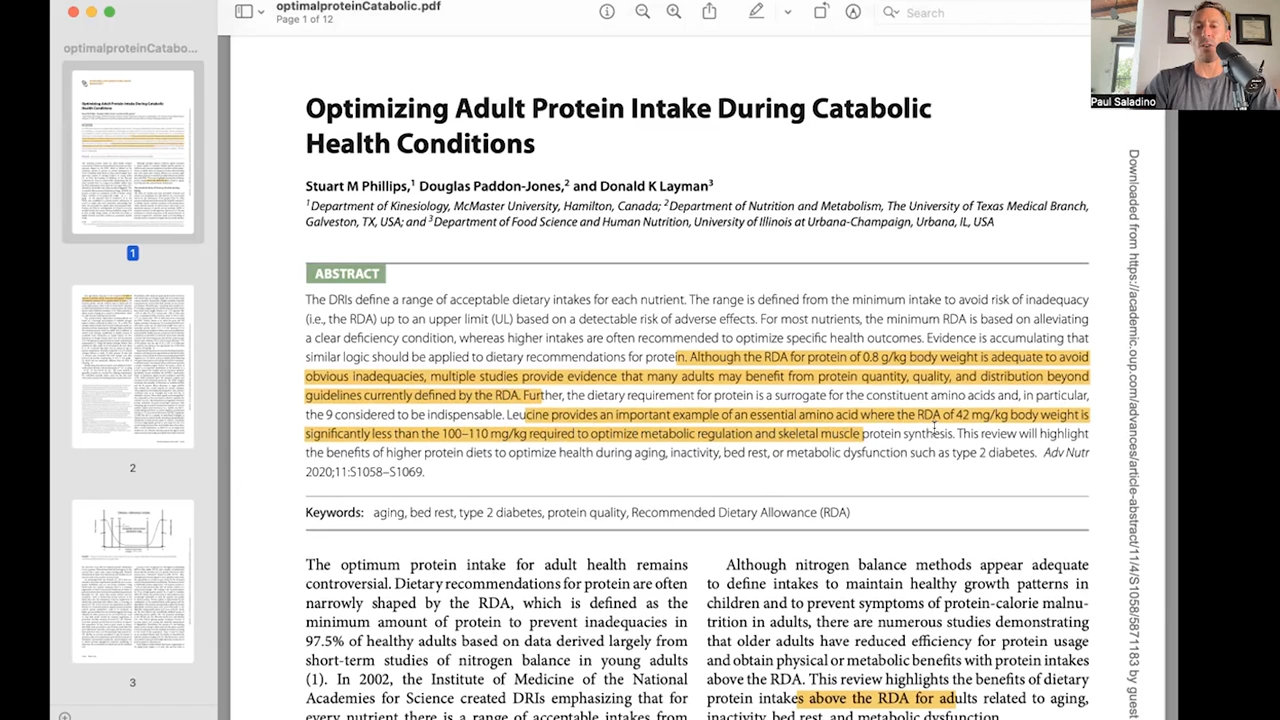 optimalproteinCatabolic.pdf
Page 1 of 12
Search
Paul Saladino
optimalproteinCatabo...
1
2
3
Optimizing Adult Protein Intake During Catabolic
Health Conditions
Stuart M Phillips,¹ Douglas Paddon-Jones,² and Donald K Layman³
¹Department of Kinesiology, McMaster University, Hamilton, Canada; ²Department of Nutrition and Metabolism, The University of Texas Medical Branch,
Galveston, TX, USA; and ³Department of Food Science and Human Nutrition, University of Illinois at Urbana-Champaign, Urbana, IL, USA
ABSTRACT
The DRIs define a range of acceptable dietary intakes for each nutrient. The range is defined from the minimum intake to avoid risk of inadequacy
(i.e., the RDA) up to an upper limit (UL) based on a detectable risk of adverse effects. For most nutrients, the minimum RDA is based on alleviating
a clear deficiency condition, whereas higher intakes are often recommended to optimize specific health outcomes. Evidence is accumulating that
similar logic should be applied to dietary recommendations for protein. Although the RDA for protein of 0.8 g/kg body weight is adequate to avoid
obvious inadequacies, multiple studies provide evidence that many adults may benefit from protein quantity, quality, and distribution beyond
guidelines currently defined by the RDA. Further, the dietary requirement for protein is a surrogate for the constituent amino acids and, in particular,
the 9 considered to be indispensable. Leucine provides an important example of an essential amino acid where the RDA of 42 mg/kg body weight is
significantly less than the 100–110 mg/kg required to optimize metabolic regulation and skeletal muscle protein synthesis. This review will highlight
the benefits of higher protein diets to optimize health during aging, inactivity, bed rest, or metabolic dysfunction such as type 2 diabetes. Adv Nutr
2020;11:S1058–S1069.
Keywords: aging, bed rest, type 2 diabetes, protein quality, Recommended Dietary Allowance (RDA)
The optimal protein intake for adult health remains
controversial. Dietary choices about protein are often
narrowly shaped by the RDA, which is defined as the
minimum amount of protein to prevent inadequacies in
most healthy adults based on data largely from
short-term studies of nitrogen balance in young adults
(1). In 2002, the Institute of Medicine of the National
Academies for Science created DRIs emphasizing that for
every nutrient there is a range of acceptable intakes from
Although nitrogen balance methods appear adequate
to define intakes to maintain healthy growth patterns in
children and to prevent symptoms of protein-calorie malnu-
trition in adults, there are numerous studies demonstrating
that older adults have reduced efficiency for protein usage
and obtain physical or metabolic benefits with protein intakes
above the RDA. This review highlights the benefits of dietary
protein intakes above the RDA for adults related to aging,
inactivity, bed rest, and metabolic dysfunction.
Downloaded from https://academic.oup.com/advances/article-abstract/11/4/S1058/5871183 by guest